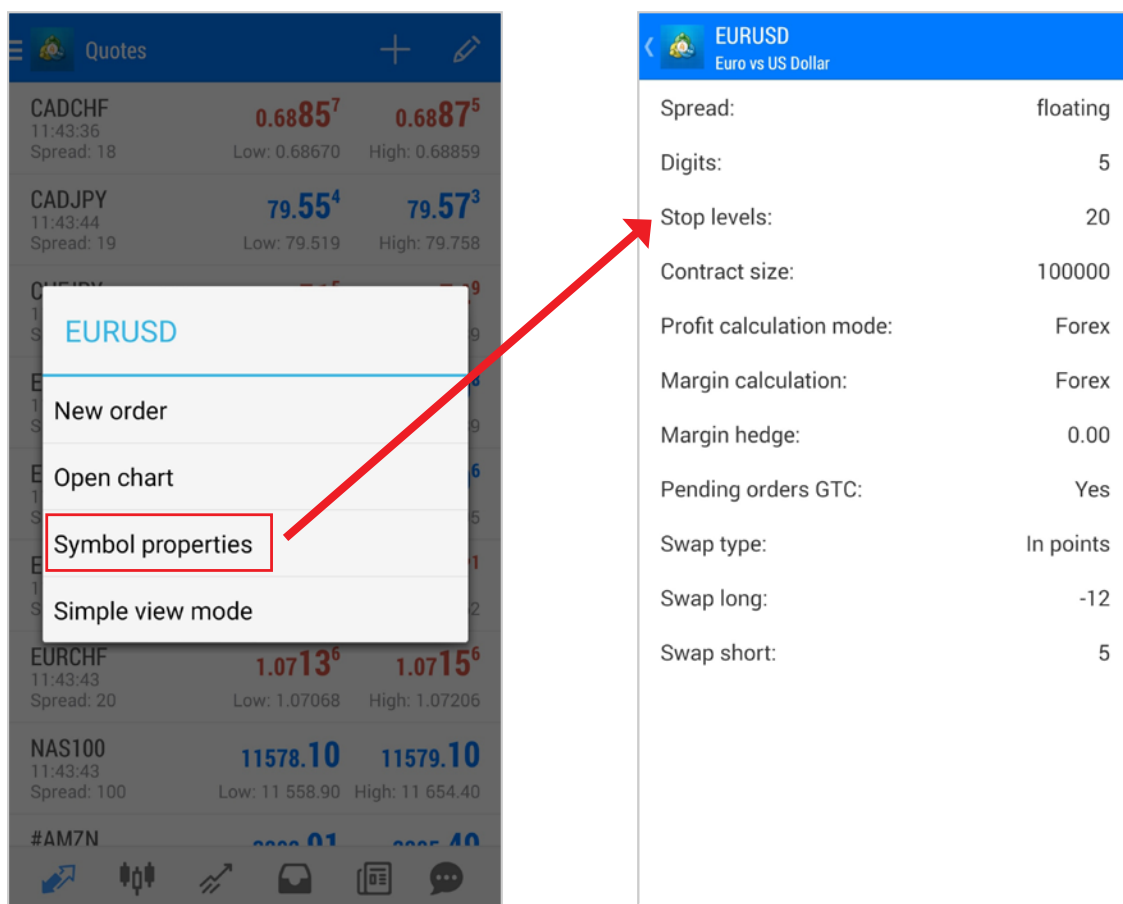 Quotes
CADCHF
0.68857 0.68875
11:43:36
Spread: 18 Low: 0.68670 High: 0.68859
CADJPY
79.554 79.573
11:43:44
Spread: 19 Low: 79.519 High: 79.758
EURUSD
New order
Open chart
Symbol properties
Simple view mode
EURCHF
1.07136 1.07156
11:43:43
Spread: 20 Low: 1.07068 High: 1.07206
NAS100
11578.10 11579.10
11:43:43
Spread: 100 Low: 11 558.90 High: 11 654.40
#AMZN
EURUSD
Euro vs US Dollar
Spread: floating
Digits: 5
Stop levels: 20
Contract size: 100000
Profit calculation mode: Forex
Margin calculation: Forex
Margin hedge: 0.00
Pending orders GTC: Yes
Swap type: In points
Swap long: -12
Swap short: 5